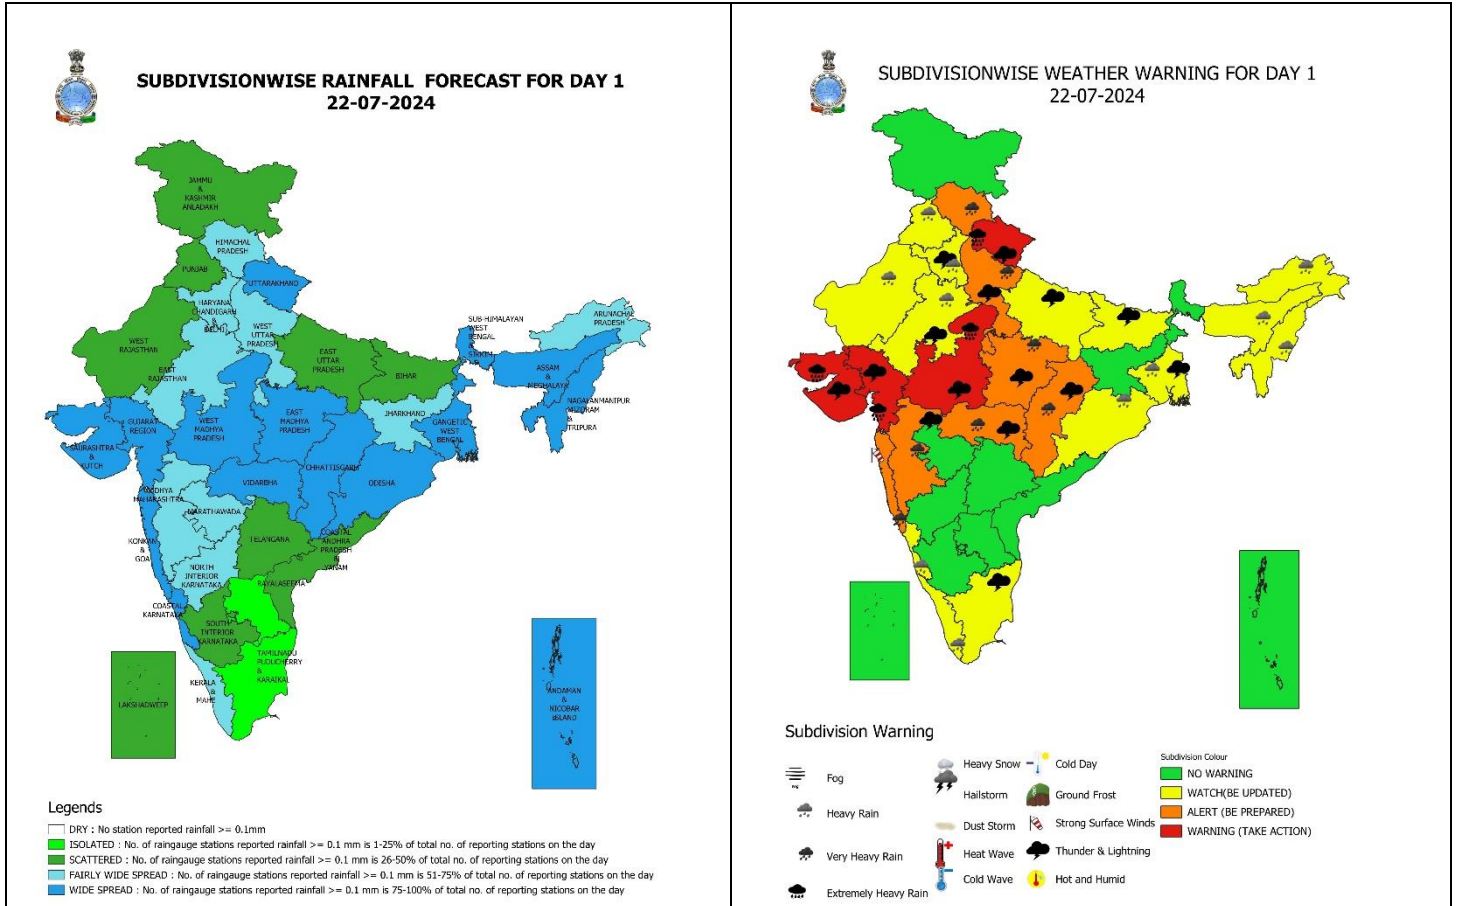 SUBDIVISIONWISE RAINFALL FORECAST FOR DAY 1
22-07-2024
JAMMU
&
KASHMIR
ANLADAKH
HIMACHAL
PRADESH
PUNJAB
UTTARAKHAND
HARYANA
CHANDIGARH
&
DELHI
WEST
UTTAR
PRADESH
WEST
RAJASTHAN
EAST
RAJASTHAN
EAST
UTTAR
PRADESH
BIHAR
SUB-HIMALAYAN
WEST
BENGAL
&
SIKKIM
ARUNACHAL
PRADESH
ASSAM
&
MEGHALAYA
NAGALANMANIPUR
MIZORAM
&
TRIPURA
JHARKHAND
GANGETIC
WEST
BENGAL
GUJARAT
REGION
WEST
MADHYA
PRADESH
EAST
MADHYA
PRADESH
SAURASHTRA
&
KUTCH
CHHATTISGARH
ODISHA
VIDARBHA
MADHYA
MAHARASHTRA
MARATHAWADA
KONKAN
&
GOA
TELANGANA
COASTAL
ANDHRA
PRADESH
&
YANAM
NORTH
INTERIOR
KARNATAKA
RAYALASEEMA
COASTAL
KARNATAKA
SOUTH
INTERIOR
KARNATAKA
TAMILNADU
PUDUCHERRY
&
KARAIKAL
KERALA
&
MAHE
LAKSHADWEEP
ANDAMAN
&
NICOBAR
ISLAND
Legends
DRY : No station reported rainfall >= 0.1mm
ISOLATED : No. of raingauge stations reported rainfall >= 0.1 mm is 1-25% of total no. of reporting stations on the day
SCATTERED : No. of raingauge stations reported rainfall >= 0.1 mm is 26-50% of total no. of reporting stations on the day
FAIRLY WIDE SPREAD : No. of raingauge stations reported rainfall >= 0.1 mm is 51-75% of total no. of reporting stations on the day
WIDE SPREAD : No. of raingauge stations reported rainfall >= 0.1 mm is 75-100% of total no. of reporting stations on the day
SUBDIVISIONWISE WEATHER WARNING FOR DAY 1
22-07-2024
Subdivision Warning
Fog
Heavy Rain
Very Heavy Rain
Extremely Heavy Rain
Heavy Snow
Hailstorm
Dust Storm
Heat Wave
Cold Wave
Cold Day
Ground Frost
Strong Surface Winds
Thunder & Lightning
Hot and Humid
Subdivision Colour
NO WARNING
WATCH(BE UPDATED)
ALERT (BE PREPARED)
WARNING (TAKE ACTION)